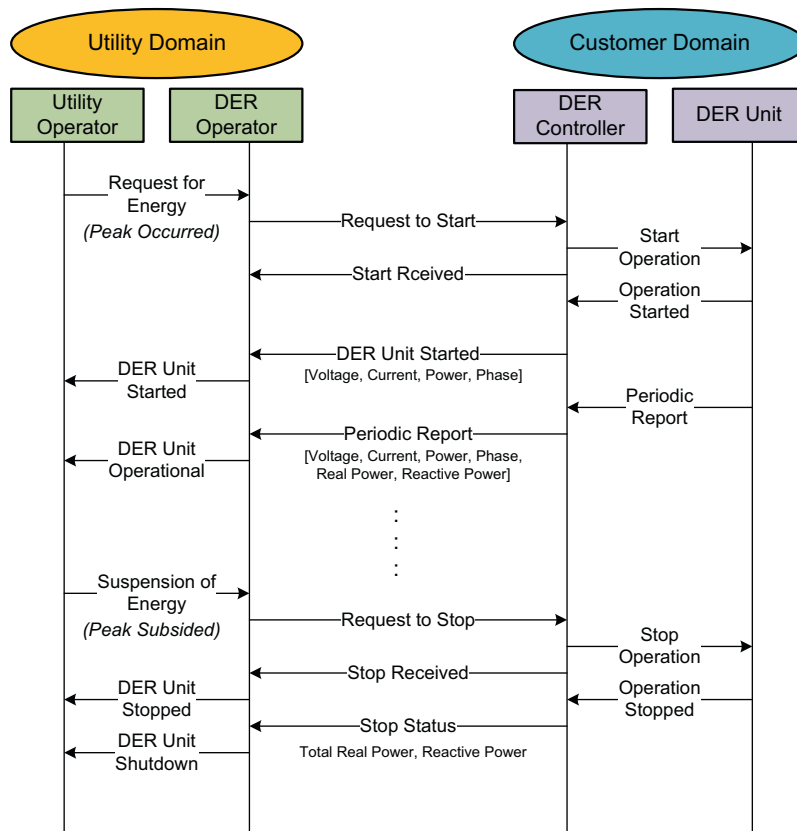 Utility Domain
Customer Domain
Utility
Operator
DER
Operator
DER
Controller
DER Unit
Request for
Energy
(Peak Occurred)
Request to Start
Start
Operation
Start Rceived
Operation
Started
DER Unit Started
[Voltage, Current, Power, Phase]
DER Unit
Started
Periodic
Report
Periodic Report
[Voltage, Current, Power, Phase,
Real Power, Reactive Power]
DER Unit
Operational
Suspension of
Energy
(Peak Subsided)
Request to Stop
Stop
Operation
Stop Received
DER Unit
Stopped
Operation
Stopped
Stop Status
Total Real Power, Reactive Power
DER Unit
Shutdown